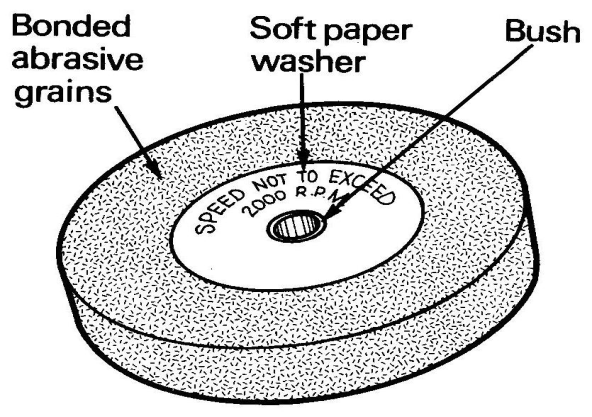 Bonded
abrasive
grains
Soft paper
washer
Bush
SPEED NOT TO EXCEED
2000 R.P.M.